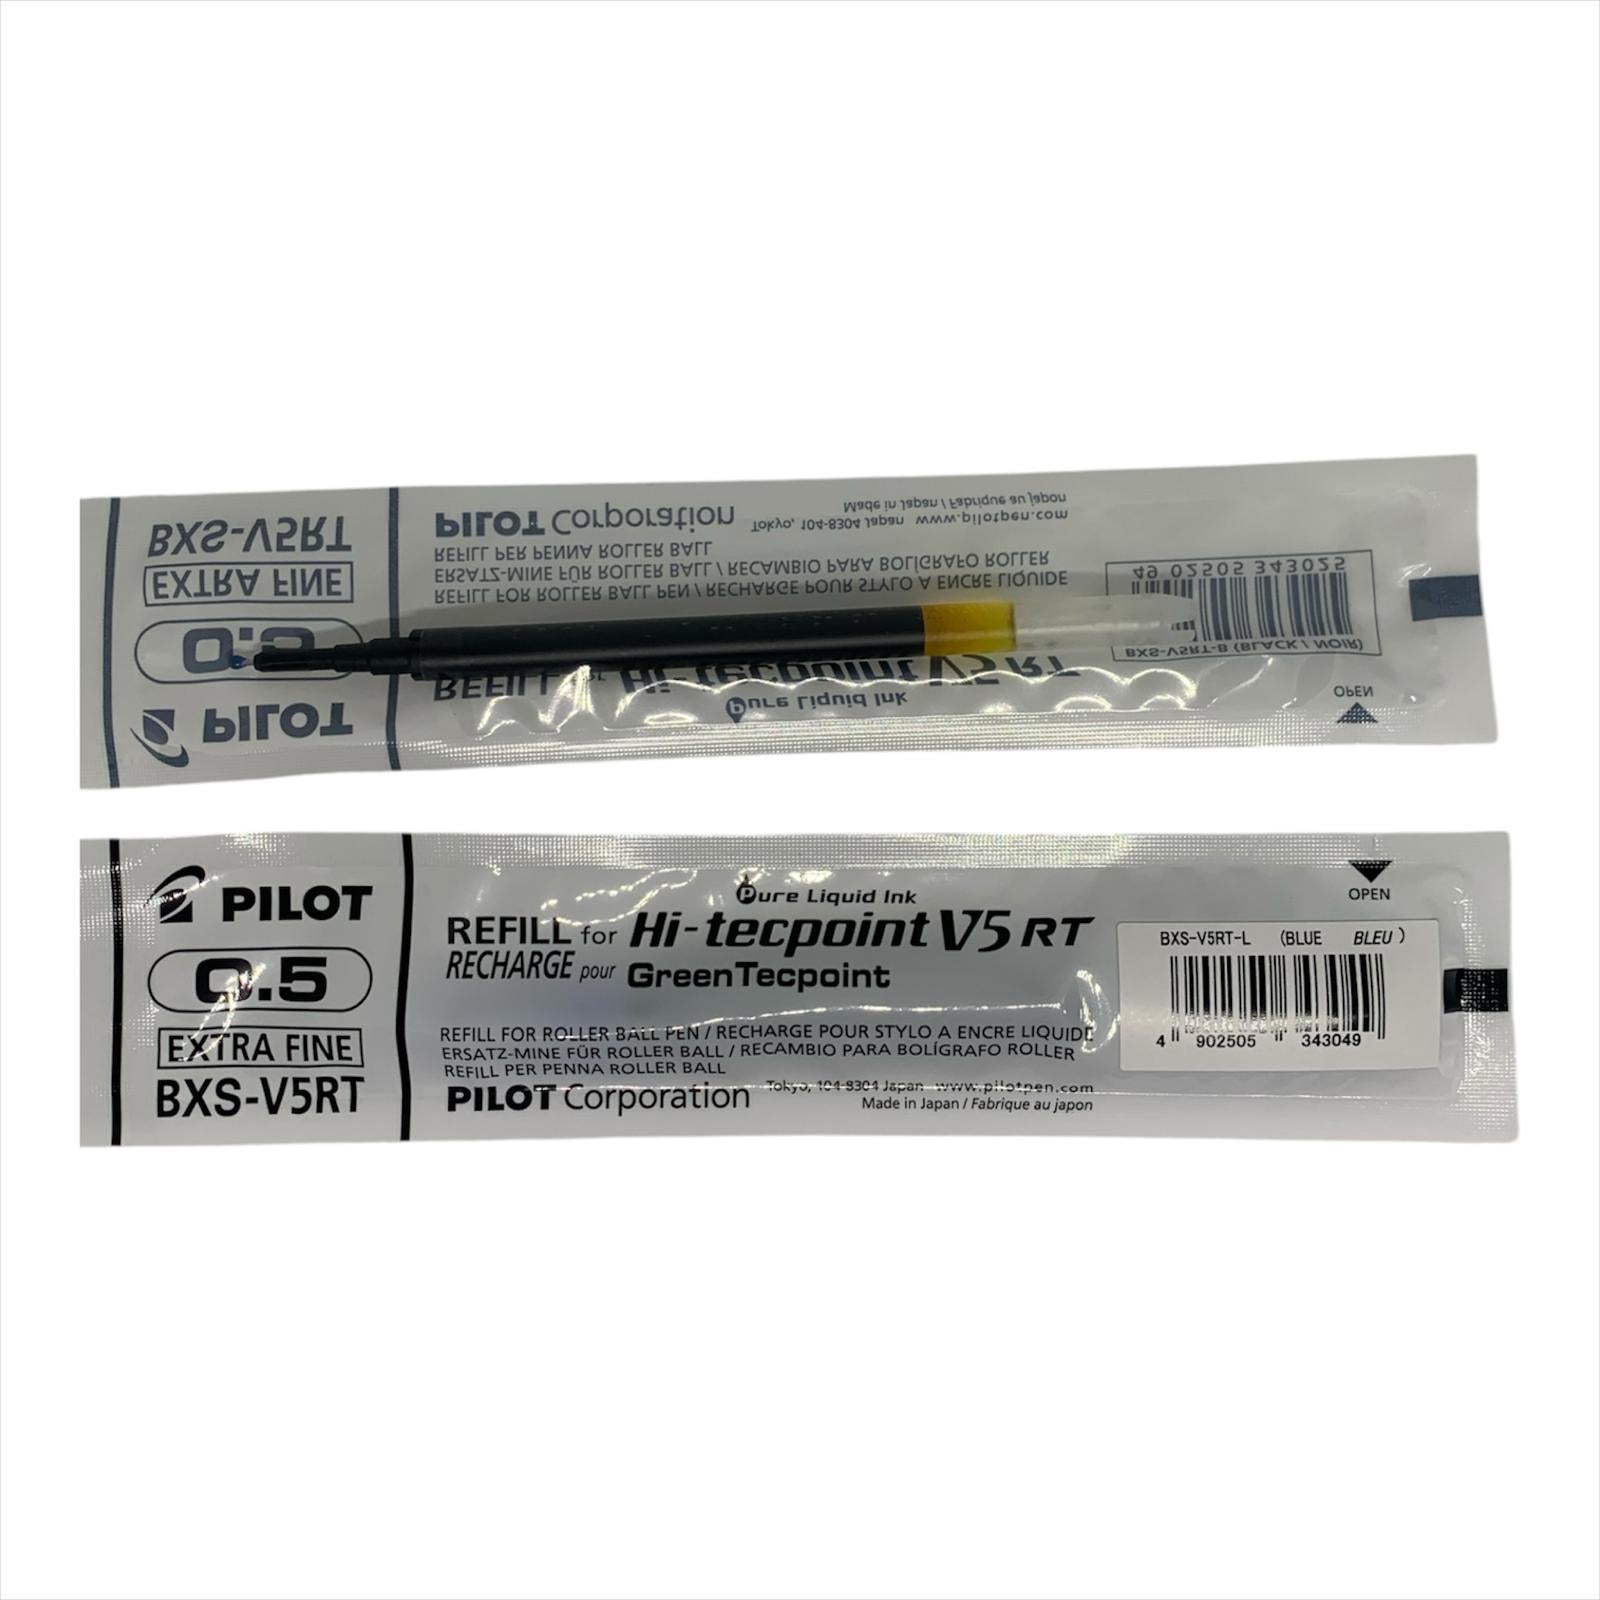 BXS-V5RT
EXTRA FINE
0.5
PILOT
PILOT Corporation
Made in Japan / Fabrique au japon
Tokyo, 104-8304 Japan www.pilotpen.com
REFILL PER PENNA ROLLER BALL
ERSATZ-MINE FÜR ROLLER BALL / RECAMBIO PARA BOLÍGRAFO ROLLER
REFILL FOR ROLLER BALL PEN / RECHARGE POUR STYLO A ENCRE LIQUIDE
REFILL for Hi-tecpoint V5 RT
Pure Liquid Ink
49 02505 343025
BXS-V5RT-B (BLACK / NOIR)
OPEN
PILOT
0.5
EXTRA FINE
BXS-V5RT
Pure Liquid Ink
REFILL for Hi-tecpoint V5 RT
RECHARGE pour GreenTecpoint
REFILL FOR ROLLER BALL PEN / RECHARGE POUR STYLO A ENCRE LIQUIDE
ERSATZ-MINE FÜR ROLLER BALL / RECAMBIO PARA BOLÍGRAFO ROLLER
REFILL PER PENNA ROLLER BALL
PILOT Corporation Tokyo, 104-8304 Japan www.pilotpen.com
Made in Japan / Fabrique au japon
OPEN
BXS-V5RT-L (BLUE BLEU )
4 902505 343049